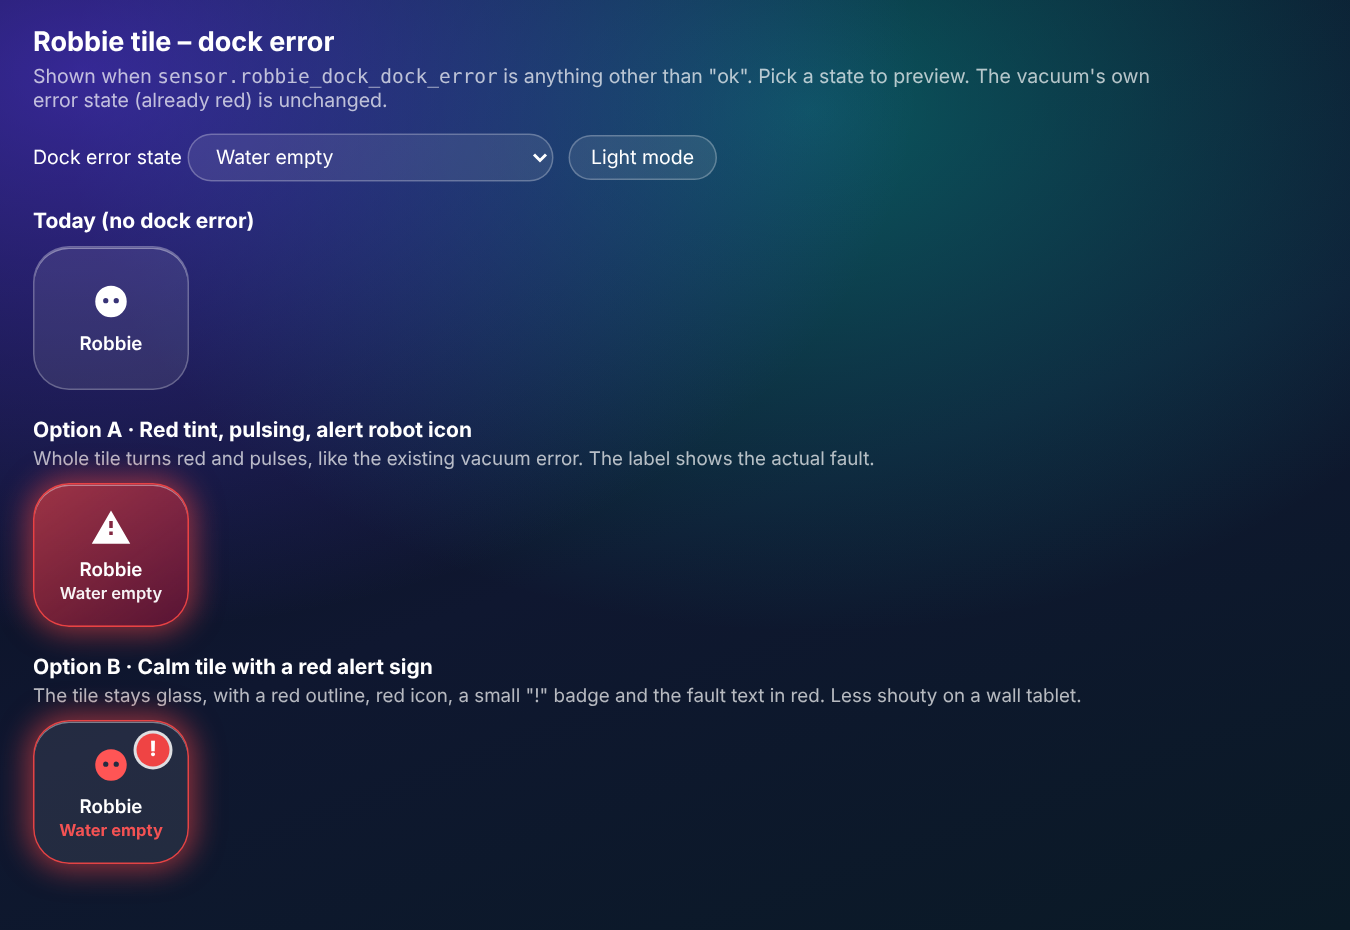 Robbie tile – dock error
Shown when sensor.robbie_dock_dock_error is anything other than "ok". Pick a state to preview. The vacuum's own
error state (already red) is unchanged.
Dock error state Water empty Light mode
Today (no dock error)
Robbie
Option A · Red tint, pulsing, alert robot icon
Whole tile turns red and pulses, like the existing vacuum error. The label shows the actual fault.
Robbie
Water empty
Option B · Calm tile with a red alert sign
The tile stays glass, with a red outline, red icon, a small "!" badge and the fault text in red. Less shouty on a wall tablet.
!
Robbie
Water empty